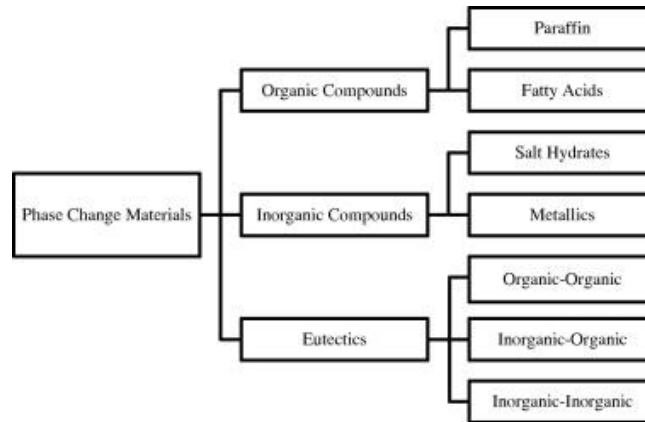 Paraffin
Organic Compounds
Fatty Acids
Salt Hydrates
Phase Change Materials
Inorganic Compounds
Metallics
Organic-Organic
Eutectics
Inorganic-Organic
Inorganic-Inorganic